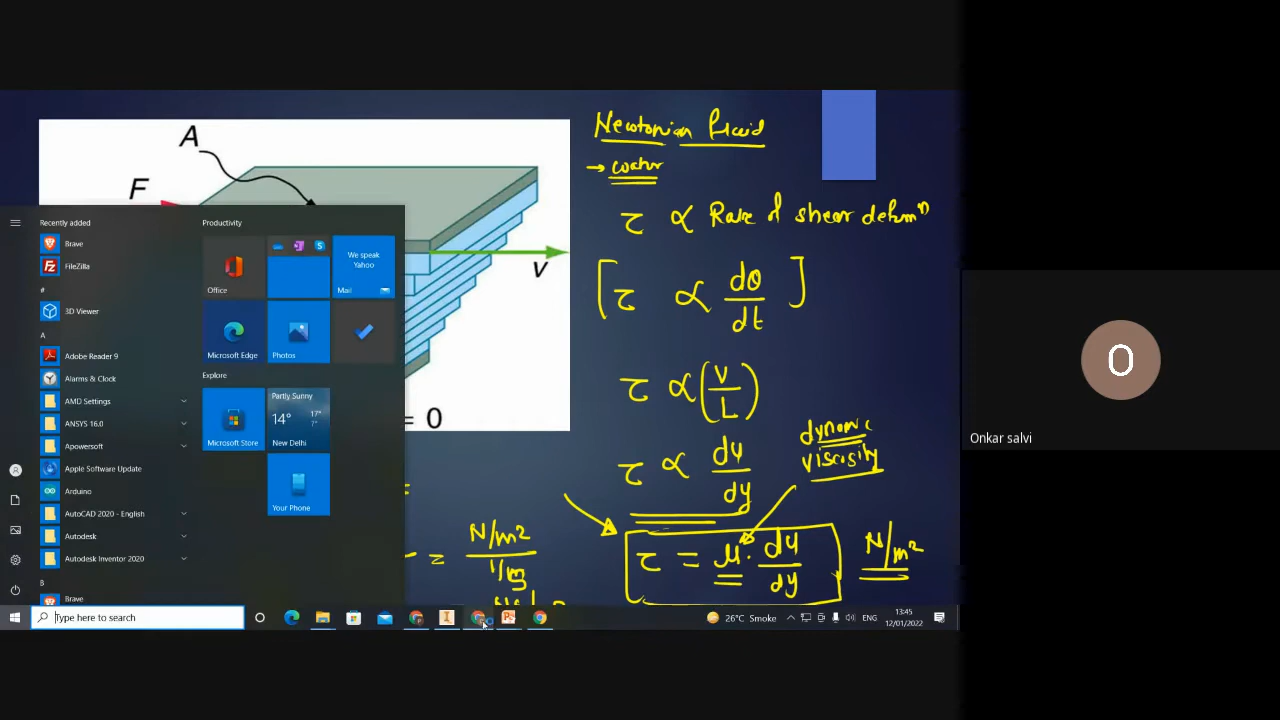 A
F
v
= 0
Newtonian fluid
→ water
τ ∝ Rate of shear deformⁿ
[τ ∝ dθ/dt]
τ ∝ (V/L)
τ ∝ du/dy
dynamic
viscosity
τ = μ · du/dy
N/m²
=
= N/m² / 1/m
Recently added
Brave
FileZilla
#
3D Viewer
A
Adobe Reader 9
Alarms & Clock
AMD Settings
ANSYS 16.0
Apowersoft
Apple Software Update
Arduino
AutoCAD 2020 - English
Autodesk
Autodesk Inventor 2020
B
Brave
Productivity
Office
We speak
Yahoo
Mail
Microsoft Edge
Photos
Explore
Microsoft Store
Partly Sunny
14°
17°
7°
New Delhi
Your Phone
Type here to search
26°C Smoke
ENG
13:45
12/01/2022
O
Onkar salvi